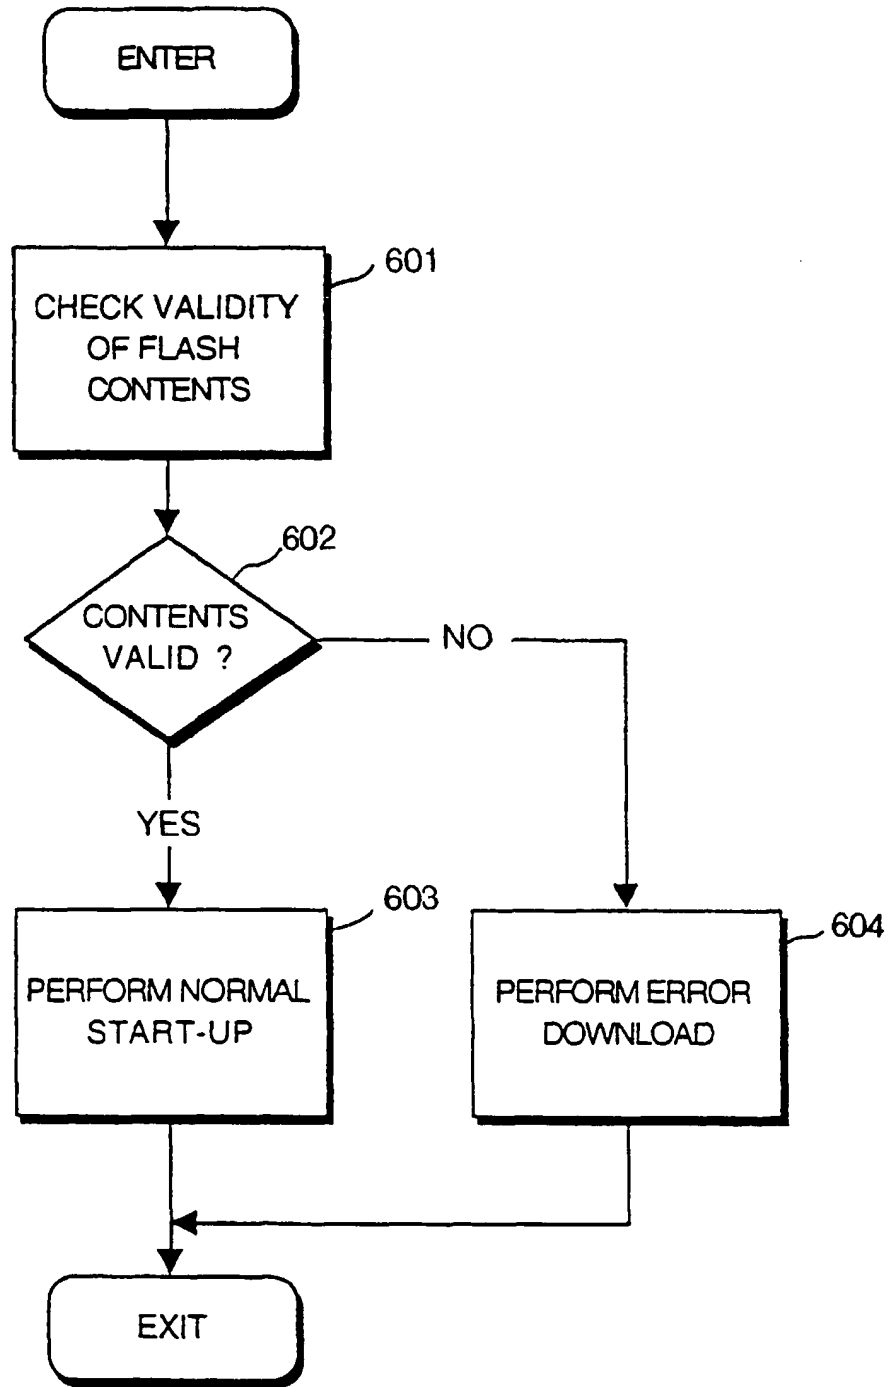 ENTER
601
CHECK VALIDITY
OF FLASH
CONTENTS
602
CONTENTS
VALID ?
NO
YES
603
PERFORM NORMAL
START-UP
604
PERFORM ERROR
DOWNLOAD
EXIT